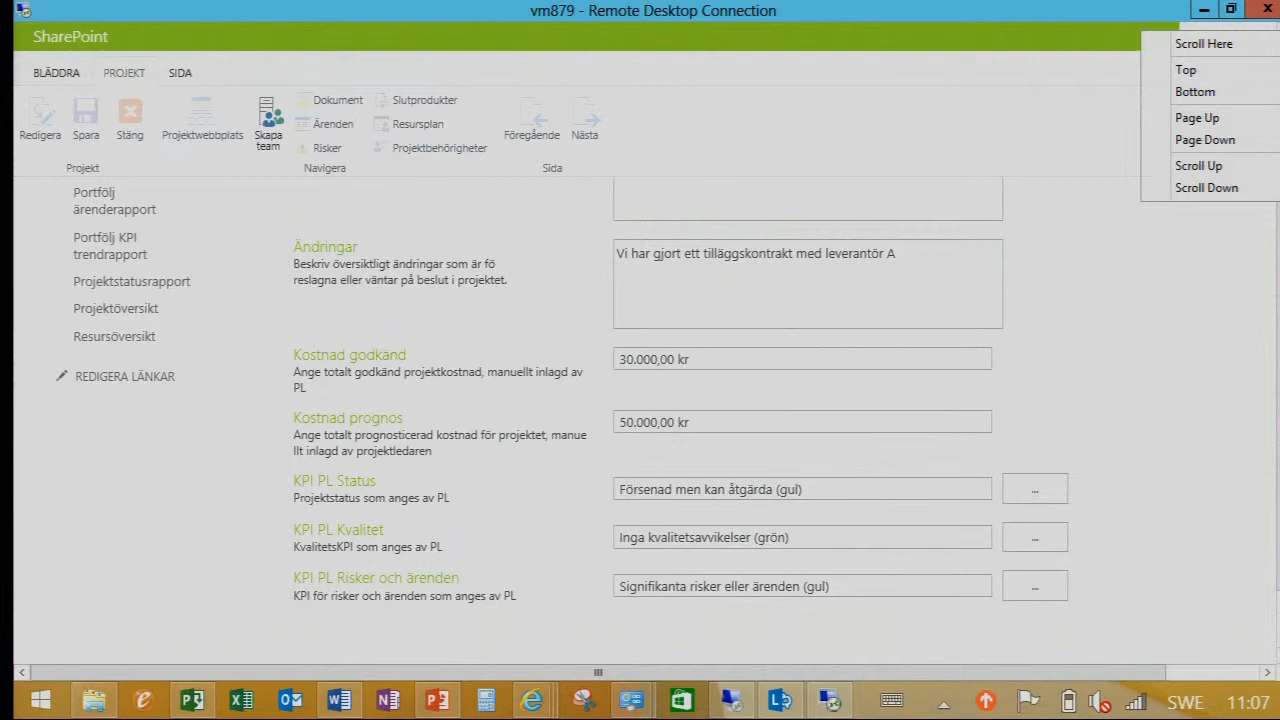 vm879 - Remote Desktop Connection
SharePoint
BLÄDDRA PROJEKT SIDA
Redigera
Spara
Stäng
Projektwebbplats
Skapa
team
Dokument
Ärenden
Risker
Slutprodukter
Resursplan
Projektbehörigheter
Föregående
Nästa
Projekt
Navigera
Sida
Scroll Here
Top
Bottom
Page Up
Page Down
Scroll Up
Scroll Down
Portfölj
ärenderapport
Portfölj KPI
trendrapport
Projektstatusrapport
Projektöversikt
Resursöversikt
REDIGERA LÄNKAR
Ändringar
Beskriv översiktligt ändringar som är fö
reslagna eller väntar på beslut i projektet.
Vi har gjort ett tilläggskontrakt med leverantör A
Kostnad godkänd
Ange totalt godkänd projektkostnad, manuellt inlagd av
PL
30.000,00 kr
Kostnad prognos
Ange totalt prognosticerad kostnad för projektet, manue
llt inlagd av projektledaren
50.000,00 kr
KPI PL Status
Projektstatus som anges av PL
Försenad men kan åtgärda (gul)
...
KPI PL Kvalitet
KvalitetsKPI som anges av PL
Inga kvalitetsavvikelser (grön)
...
KPI PL Risker och ärenden
KPI för risker och ärenden som anges av PL
Signifikanta risker eller ärenden (gul)
...
SWE 11:07